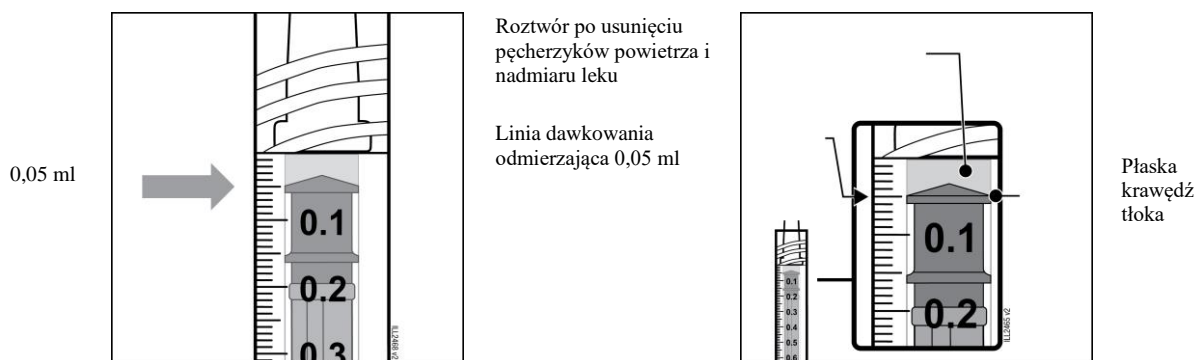 0,05 ml
0.1
0.2
0.3
ILL2468 v2
Roztwór po usunięciu
pęcherzyków powietrza i
nadmiaru leku
Linia dawkowania
odmierzająca 0,05 ml
0.1
0.2
0.3
0.4
0.5
0.6
0.1
0.2
ILL2465 v2
Płaska
krawędź
tłoka